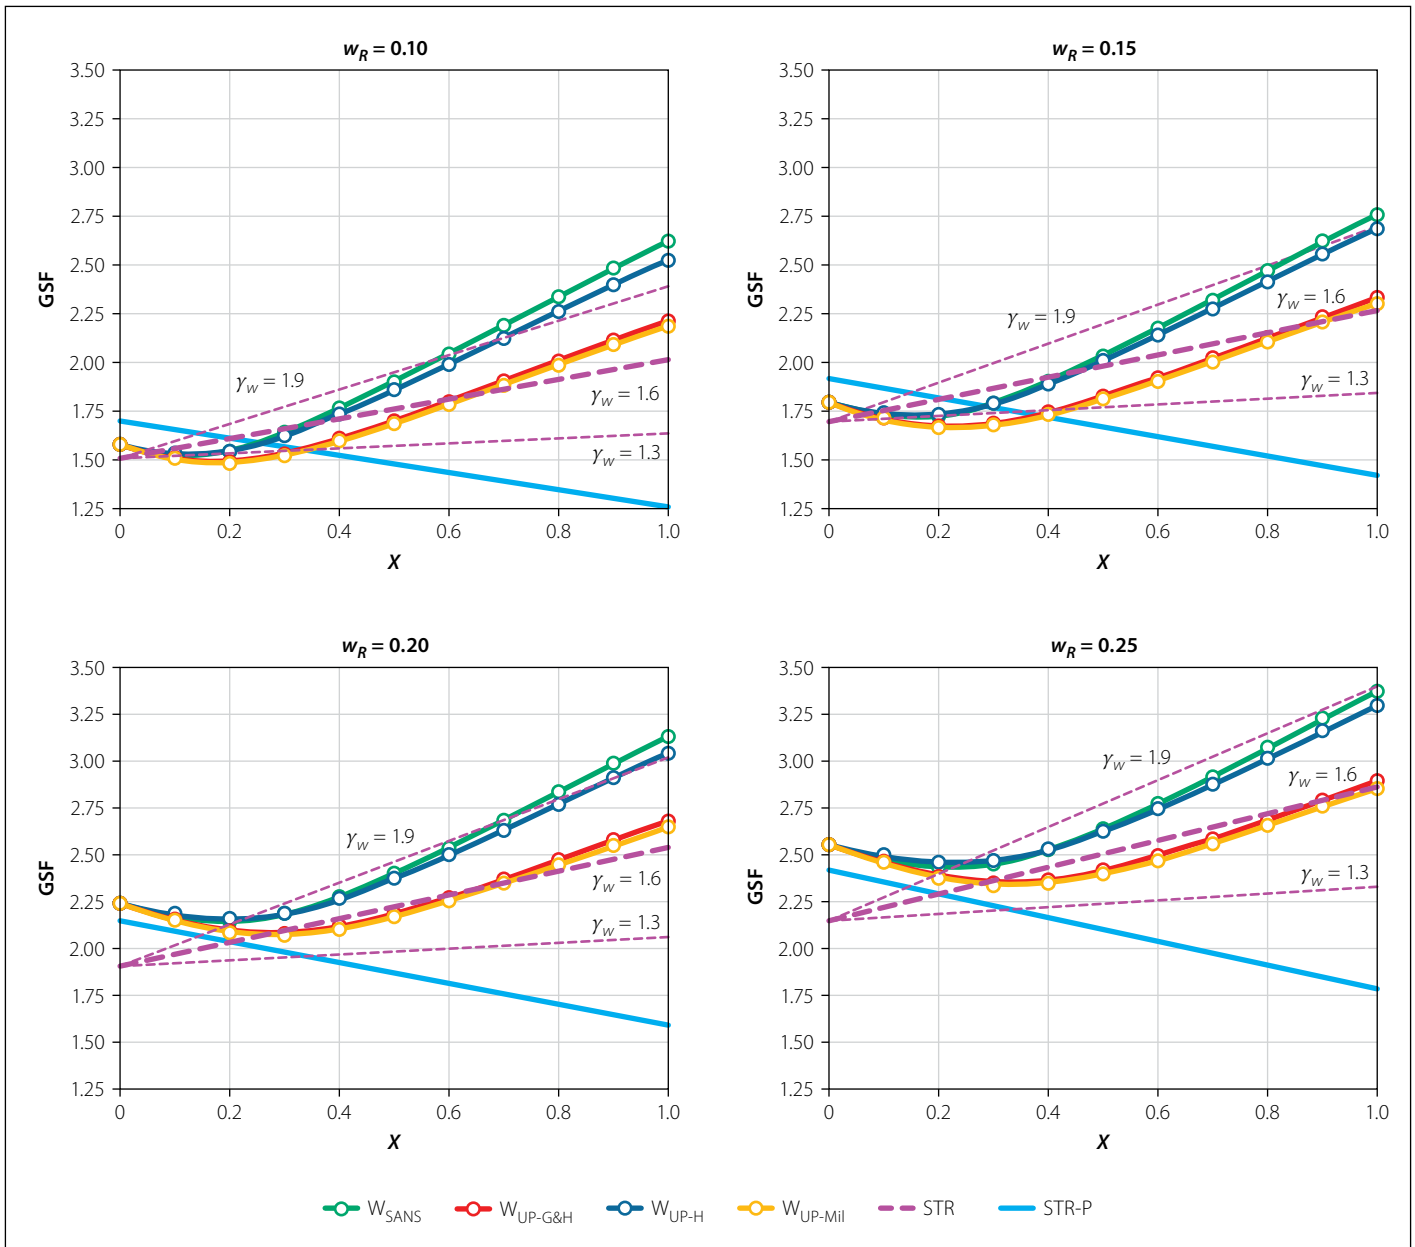 w_R = 0.10
3.50
3.25
3.00
2.75
2.50
2.25
2.00
1.75
1.50
1.25
GSF
γ_W = 1.9
γ_W = 1.6
γ_W = 1.3
0 0.2 0.4 0.6 0.8 1.0
X
w_R = 0.15
3.50
3.25
3.00
2.75
2.50
2.25
2.00
1.75
1.50
1.25
GSF
γ_W = 1.9
γ_W = 1.6
γ_W = 1.3
0 0.2 0.4 0.6 0.8 1.0
X
w_R = 0.20
3.50
3.25
3.00
2.75
2.50
2.25
2.00
1.75
1.50
1.25
GSF
γ_W = 1.9
γ_W = 1.6
γ_W = 1.3
0 0.2 0.4 0.6 0.8 1.0
X
w_R = 0.25
3.50
3.25
3.00
2.75
2.50
2.25
2.00
1.75
1.50
1.25
GSF
γ_W = 1.9
γ_W = 1.6
γ_W = 1.3
0 0.2 0.4 0.6 0.8 1.0
X
W_SANS W_UP-G&H W_UP-H W_UP-Mil STR STR-P